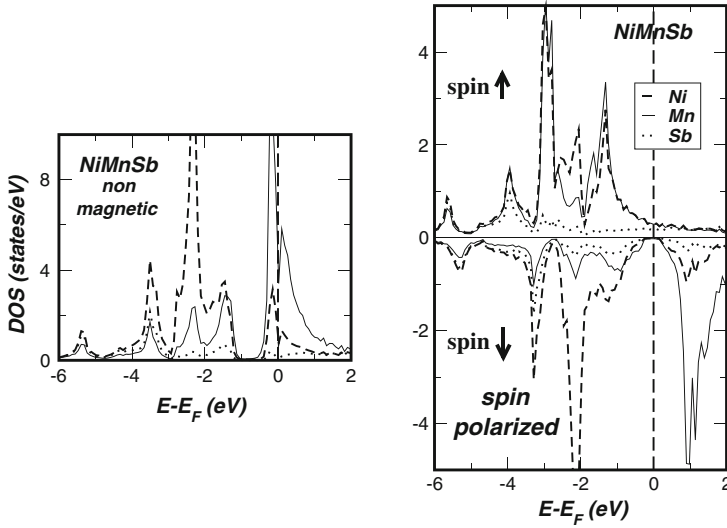 NiMnSb
non
magnetic
DOS (states/eV)
8
4
0
-6
-4
-2
0
2
E-E_F (eV)
NiMnSb
spin
Ni
Mn
Sb
4
2
0
-2
-4
spin
spin
polarized
-6
-4
-2
0
2
E-E_F (eV)